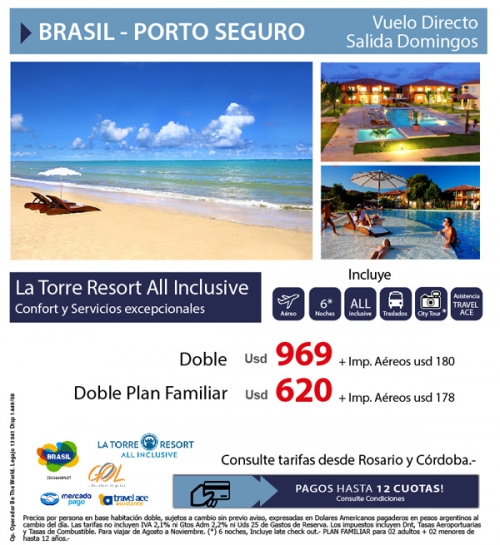 BRASIL - PORTO SEGURO
Vuelo Directo
Salida Domingos
La Torre Resort All Inclusive
Confort y Servicios excepcionales
Incluye
Aéreo
6*
Noches
ALL
inclusive
Traslados
City Tour *
Asistencia
TRAVEL
ACE
Doble Usd 969 + Imp. Aéreos usd 180
Doble Plan Familiar Usd 620 + Imp. Aéreos usd 178
BRASIL
LA TORRE RESORT
ALL INCLUSIVE
GOL
Consulte tarifas desde Rosario y Córdoba.-
mercado
pago
travel ace
PAGOS HASTA 12 CUOTAS!
Consulte Condiciones
Precios por persona en base habitación doble, sujetos a cambio sin previo aviso, expresadas en Dolares Americanos pagaderos en pesos argentinos al
cambio del día. Las tarifas no incluyen IVA 2,1% ni Gtos Adm 2,2% ni Uds 25 de Gastos de Reserva. Los impuestos incluyen Dnt, Tasas Aeroportuarias
y Tasas de Combustible. Para viajar de Agosto a Noviembre. (*) 6 noches, Incluye late check out.- PLAN FAMILIAR para 02 adultos + 02 menores de
hasta 12 años.-